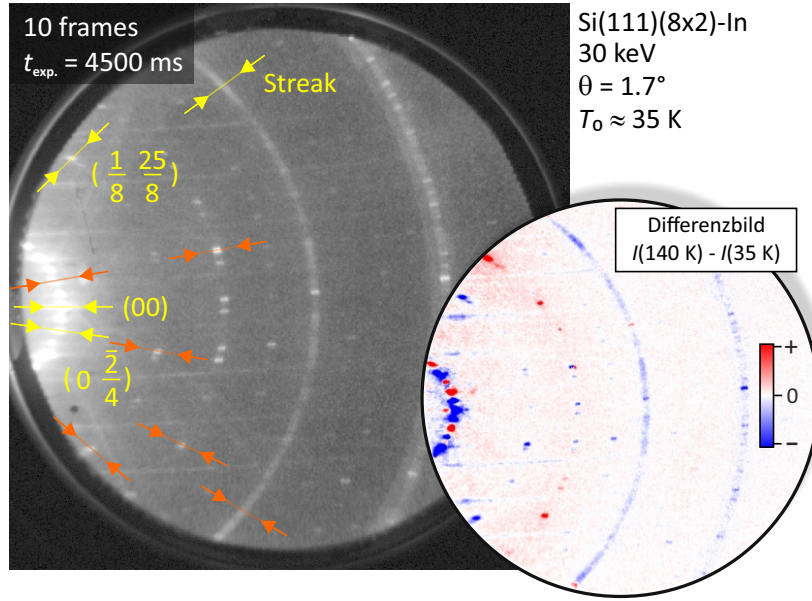 10 frames
t_exp. = 4500 ms
Streak
(1/8 25/8)
(00)
(0 2̄/4)
Si(111)(8x2)-In
30 keV
θ = 1.7°
T₀ ≈ 35 K
Differenzbild
I(140 K) - I(35 K)
+
0
−